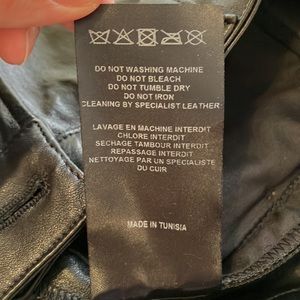 DO NOT WASHING MACHINE
DO NOT BLEACH
DO NOT TUMBLE DRY
DO NOT IRON
CLEANING BY SPECIALIST LEATHER
LAVAGE EN MACHINE INTERDIT
CHLORE INTERDIT
SECHAGE TAMBOUR INTERDIT
REPASSAGE INTERDIT
NETTOYAGE PAR UN SPECIALISTE
DU CUIR
MADE IN TUNISIA